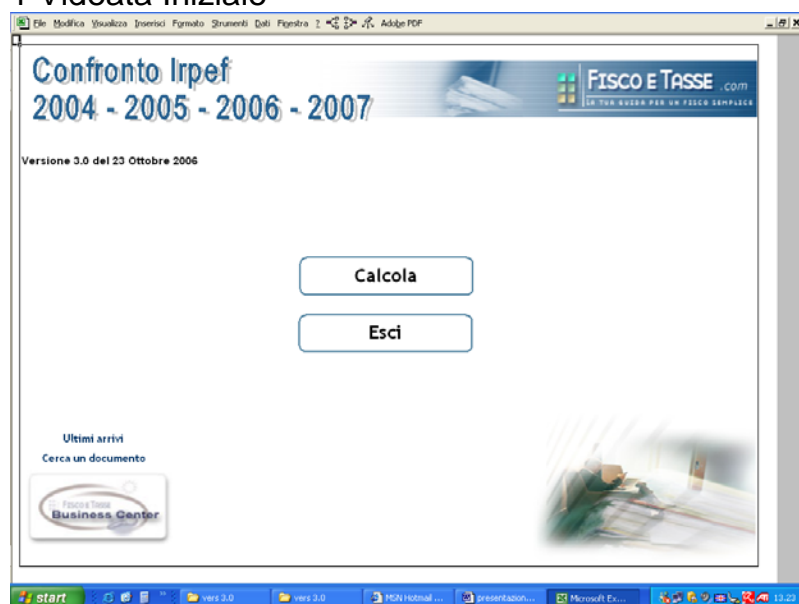 1 Videata Iniziale
File Modifica Visualizza Inserisci Formato Strumenti Dati Finestra ? Adobe PDF
Confronto Irpef
2004 - 2005 - 2006 - 2007
FISCO E TASSE .com
LA TUA GUIDA PER UN FISCO SEMPLICE
Versione 3.0 del 23 Ottobre 2006
Calcola
Esci
Ultimi arrivi
Cerca un documento
Fisco e Tasse
Business Center
start
vers 3.0
vers 3.0
MSN Hotmail ...
presentazion...
Microsoft Ex...
13.23